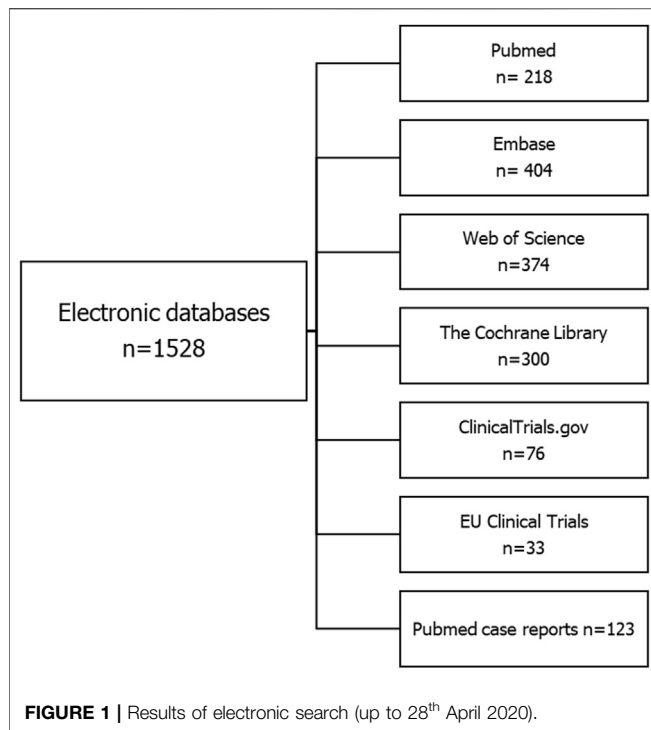 Electronic databases
n=1528
Pubmed
n= 218
Embase
n= 404
Web of Science
n=374
The Cochrane Library
n=300
ClinicalTrials.gov
n=76
EU Clinical Trials
n=33
Pubmed case reports n=123
FIGURE 1 | Results of electronic search (up to 28th April 2020).